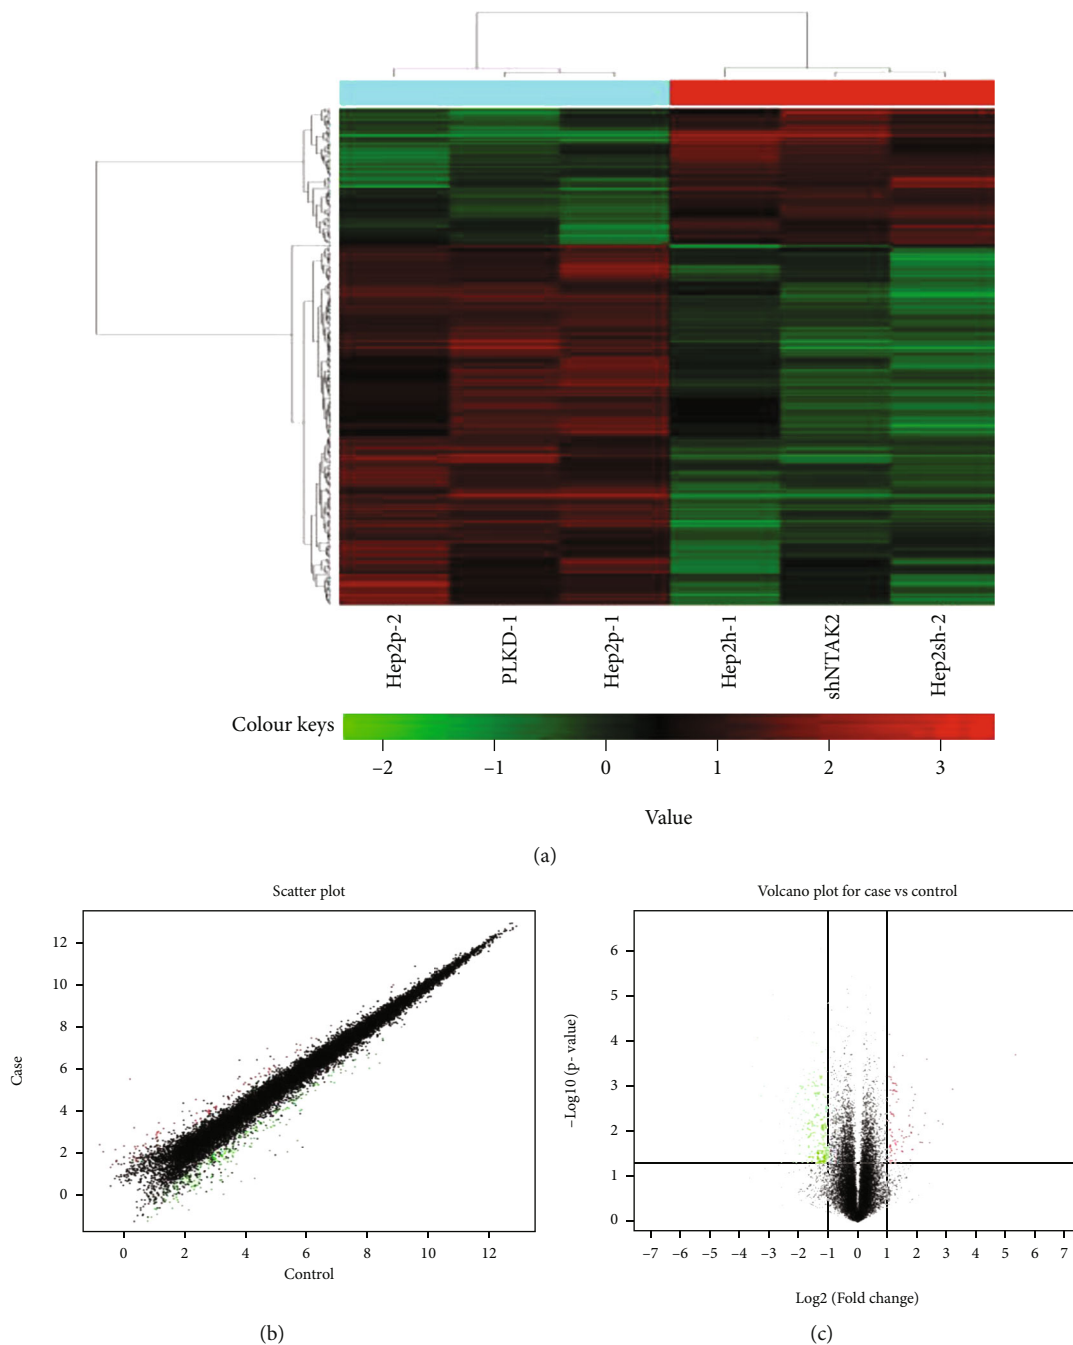 Hep2p-2
PLKD-1
Hep2p-1
Hep2h-1
shNTAK2
Hep2sh-2
Colour keys
–2 –1 0 1 2 3
Value
(a)
Scatter plot
Case
12
10
8
6
4
2
0
0 2 4 6 8 10 12
Control
(b)
Volcano plot for case vs control
–Log10 (p- value)
6
5
4
3
2
1
0
–7 –6 –5 –4 –3 –2 –1 0 1 2 3 4 5 6 7
Log2 (Fold change)
(c)